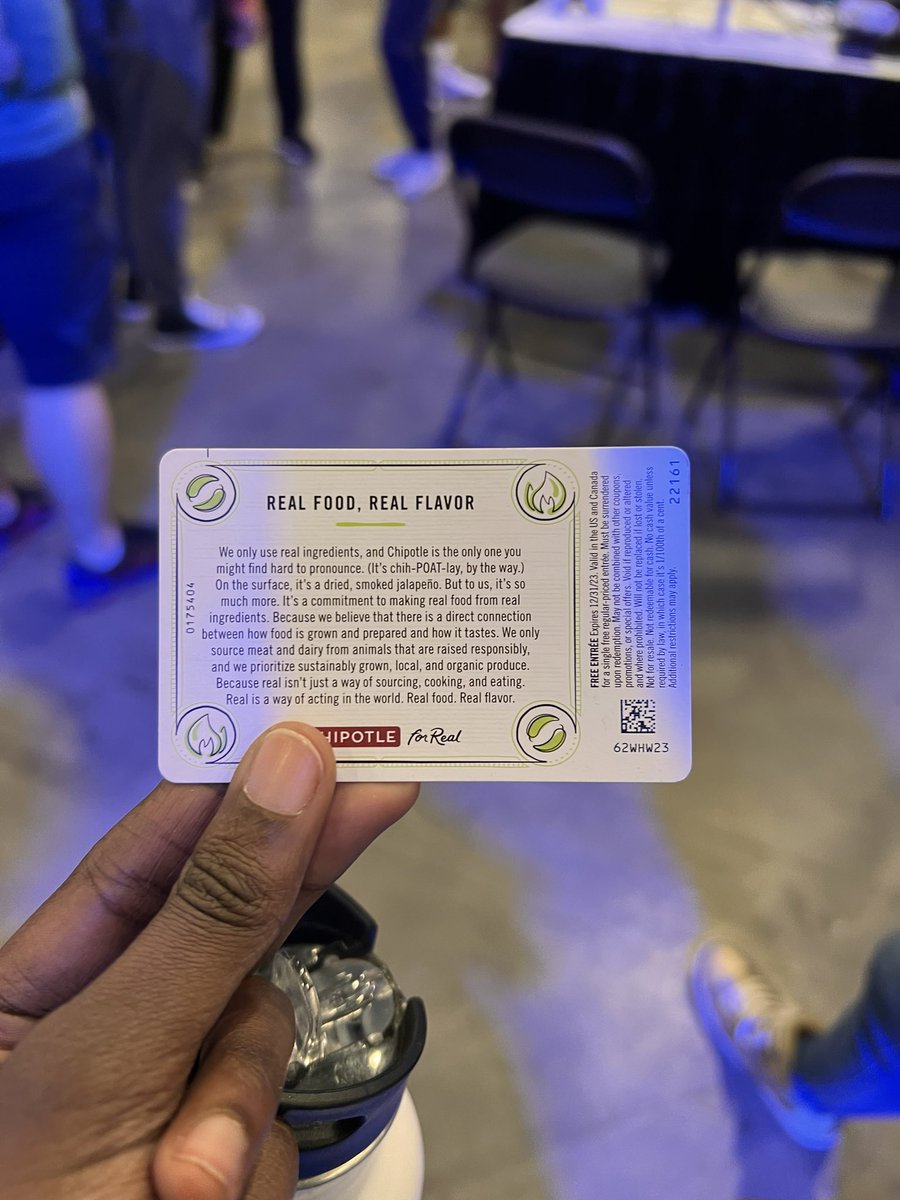 REAL FOOD, REAL FLAVOR
We only use real ingredients, and Chipotle is the only one you
might find hard to pronounce. (It's chih-POAT-lay, by the way.)
On the surface, it's a dried, smoked jalapeño. But to us, it's so
much more. It's a commitment to making real food from real
ingredients. Because we believe that there is a direct connection
between how food is grown and prepared and how it tastes. We only
source meat and dairy from animals that are raised responsibly,
and we prioritize sustainably grown, local, and organic produce.
Because real isn't just a way of sourcing, cooking, and eating.
Real is a way of acting in the world. Real food. Real flavor.
HIPOTLE for Real
0175404
FREE ENTRÉE Expires 12/31/23. Valid in the US and Canada
for a single free regular-priced entrée. Must be surrendered
upon redemption. May not be combined with other coupons,
promotions, or special offers. Void if reproduced or altered
and where prohibited. Will not be replaced if lost or stolen.
Not for resale. Not redeemable for cash. No cash value unless
required by law, in which case it's 1/100th of a cent.
Additional restrictions may apply.
22161
62WHW23